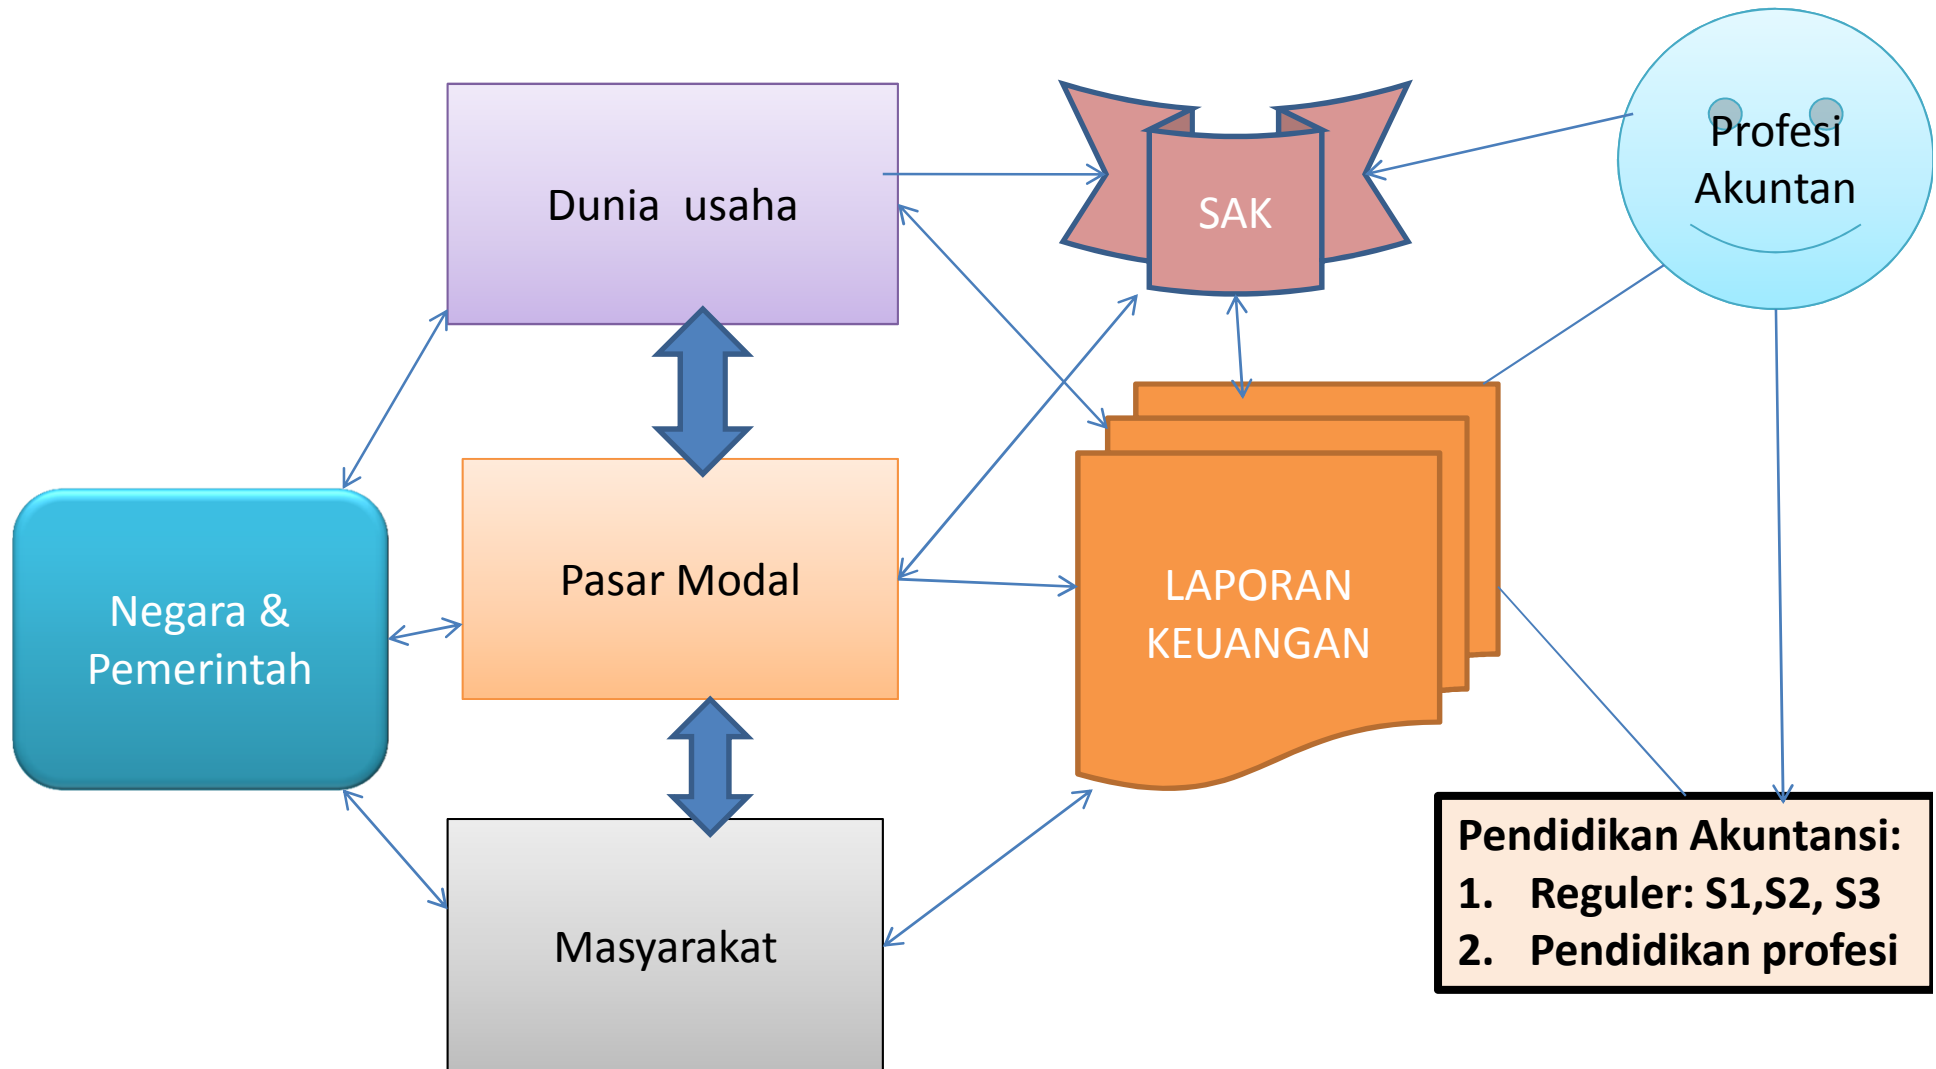 Dunia  usaha
SAK
Profesi
Akuntan
Pasar Modal
Negara &
Pemerintah
LAPORAN
KEUANGAN
Masyarakat
Pendidikan Akuntansi:
1. Reguler: S1,S2, S3
2. Pendidikan profesi